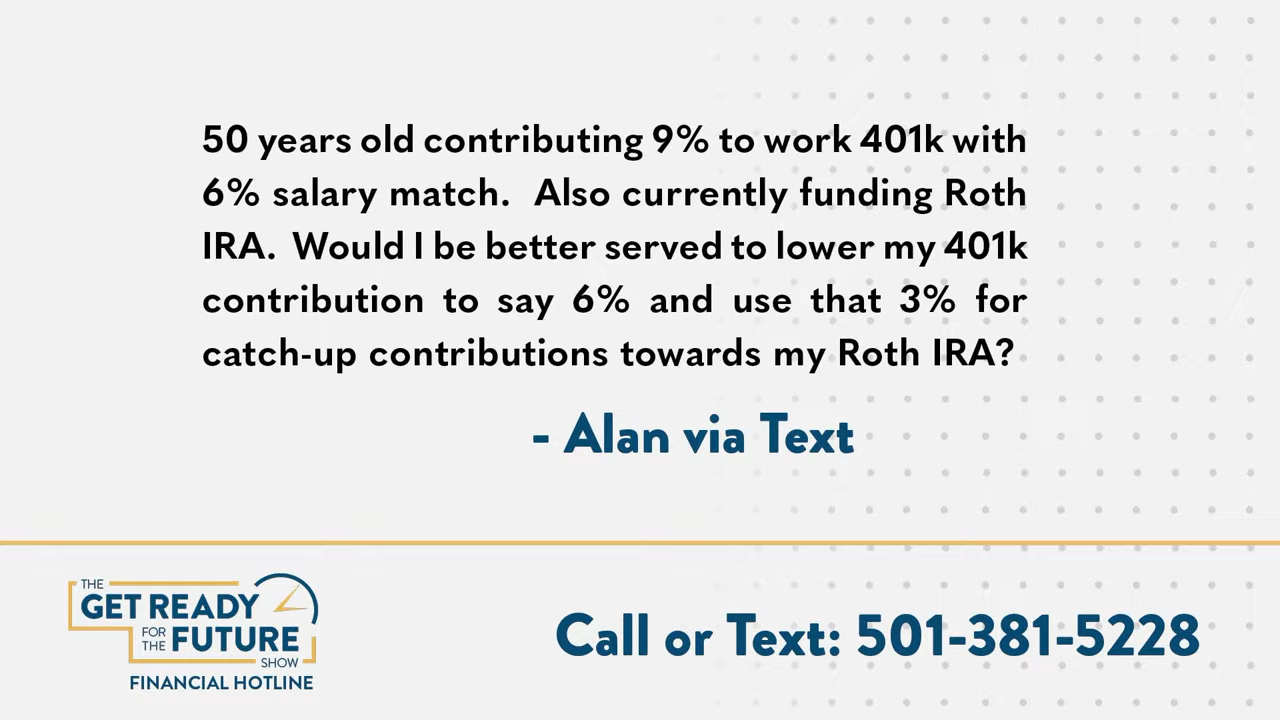 50 years old contributing 9% to work 401k with
6% salary match. Also currently funding Roth
IRA. Would I be better served to lower my 401k
contribution to say 6% and use that 3% for
catch-up contributions towards my Roth IRA?
- Alan via Text
THE
GET READY
FOR THE FUTURE
SHOW
FINANCIAL HOTLINE
Call or Text: 501-381-5228